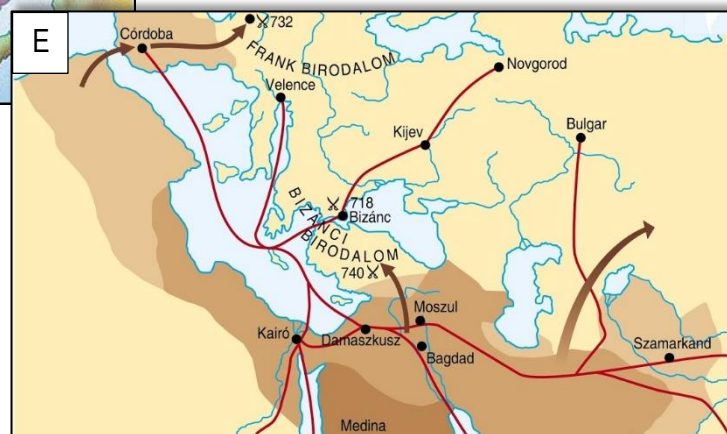 E
Córdoba
732
FRANK BIRODALOM
Velence
Novgorod
Kijev
Bulgar
718
Bizánc
BIZÁNCI
BIRODALOM
740
Moszul
Kairó
Damaszkusz
Bagdad
Szamarkand
Medina